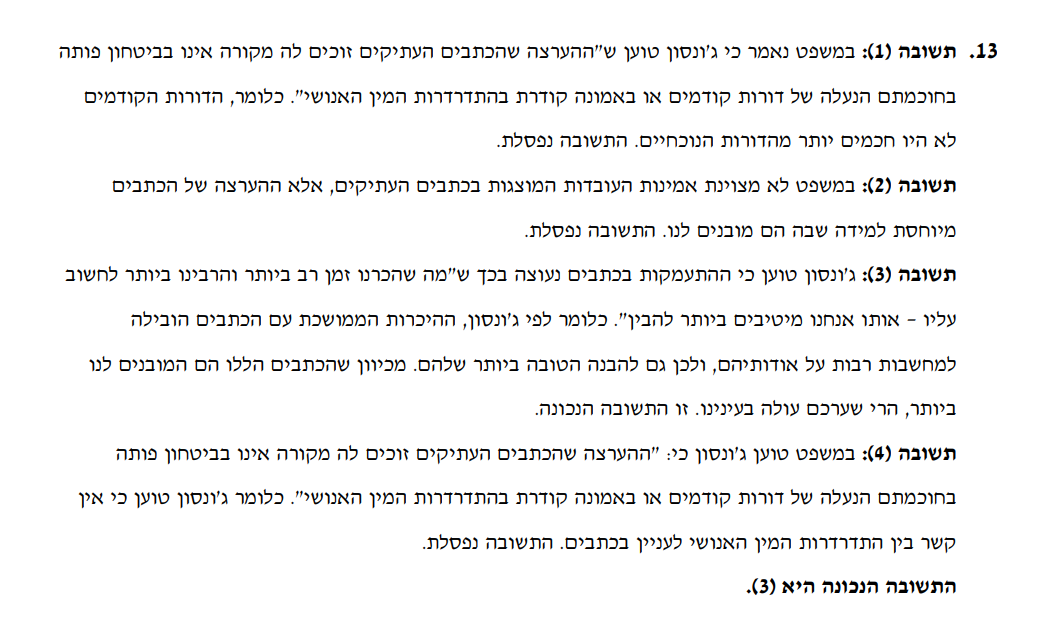 13. תשובה (1): במשפט נאמר כי ג'ונסון טוען ש"ההערצה שהכתבים העתיקים זוכים לה מקורה אינו בביטחון פותה
בחוכמתם הנעלה של דורות קודמים או באמונה קודרת בהתדרדרות המין האנושי". כלומר, הדורות הקודמים
לא היו חכמים יותר מהדורות הנוכחיים. התשובה נפסלת.
תשובה (2): במשפט לא מצוינת אמינות העובדות המוצגות בכתבים העתיקים, אלא ההערצה של הכתבים
מיוחסת למידה שבה הם מובנים לנו. התשובה נפסלת.
תשובה (3): ג'ונסון טוען כי ההתעמקות בכתבים נעוצה בכך ש"מה שהכרנו זמן רב ביותר והרבינו ביותר לחשוב
עליו – אותו אנחנו מיטיבים ביותר להבין". כלומר לפי ג'ונסון, ההיכרות הממושכת עם הכתבים הובילה
למחשבות רבות על אודותיהם, ולכן גם להבנה הטובה ביותר שלהם. מכיוון שהכתבים הללו הם המובנים לנו
ביותר, הרי שערכם עולה בעינינו. זו התשובה הנכונה.
תשובה (4): במשפט טוען ג'ונסון כי: "ההערצה שהכתבים העתיקים זוכים לה מקורה אינו בביטחון פותה
בחוכמתם הנעלה של דורות קודמים או באמונה קודרת בהתדרדרות המין האנושי". כלומר ג'ונסון טוען כי אין
קשר בין התדרדרות המין האנושי לעניין בכתבים. התשובה נפסלת.
התשובה הנכונה היא (3).